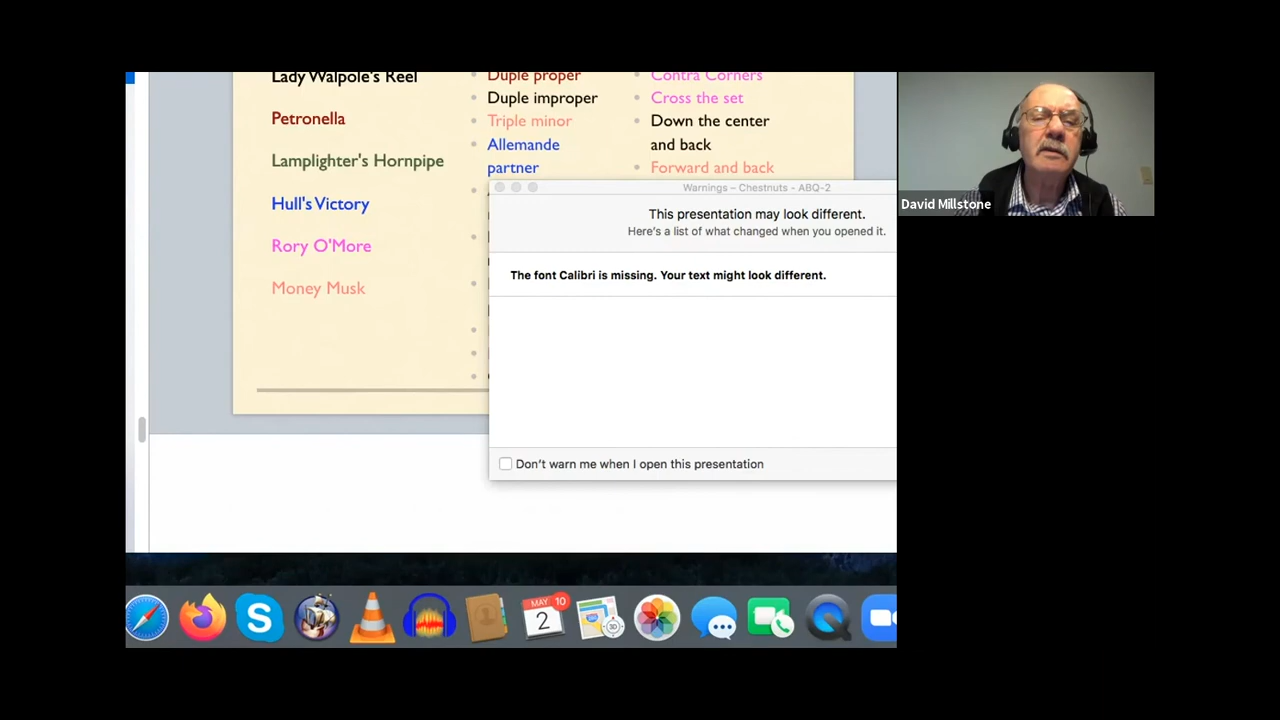 Lady Walpole's Reel
Petronella
Lamplighter's Hornpipe
Hull's Victory
Rory O'More
Money Musk
Duple proper
Duple improper
Triple minor
Allemande
partner
Contra Corners
Cross the set
Down the center
and back
Forward and back
Warnings – Chestnuts - ABQ-2
This presentation may look different.
Here's a list of what changed when you opened it.
The font Calibri is missing. Your text might look different.
Don't warn me when I open this presentation
David Millstone
S
MAY
2
10
3D